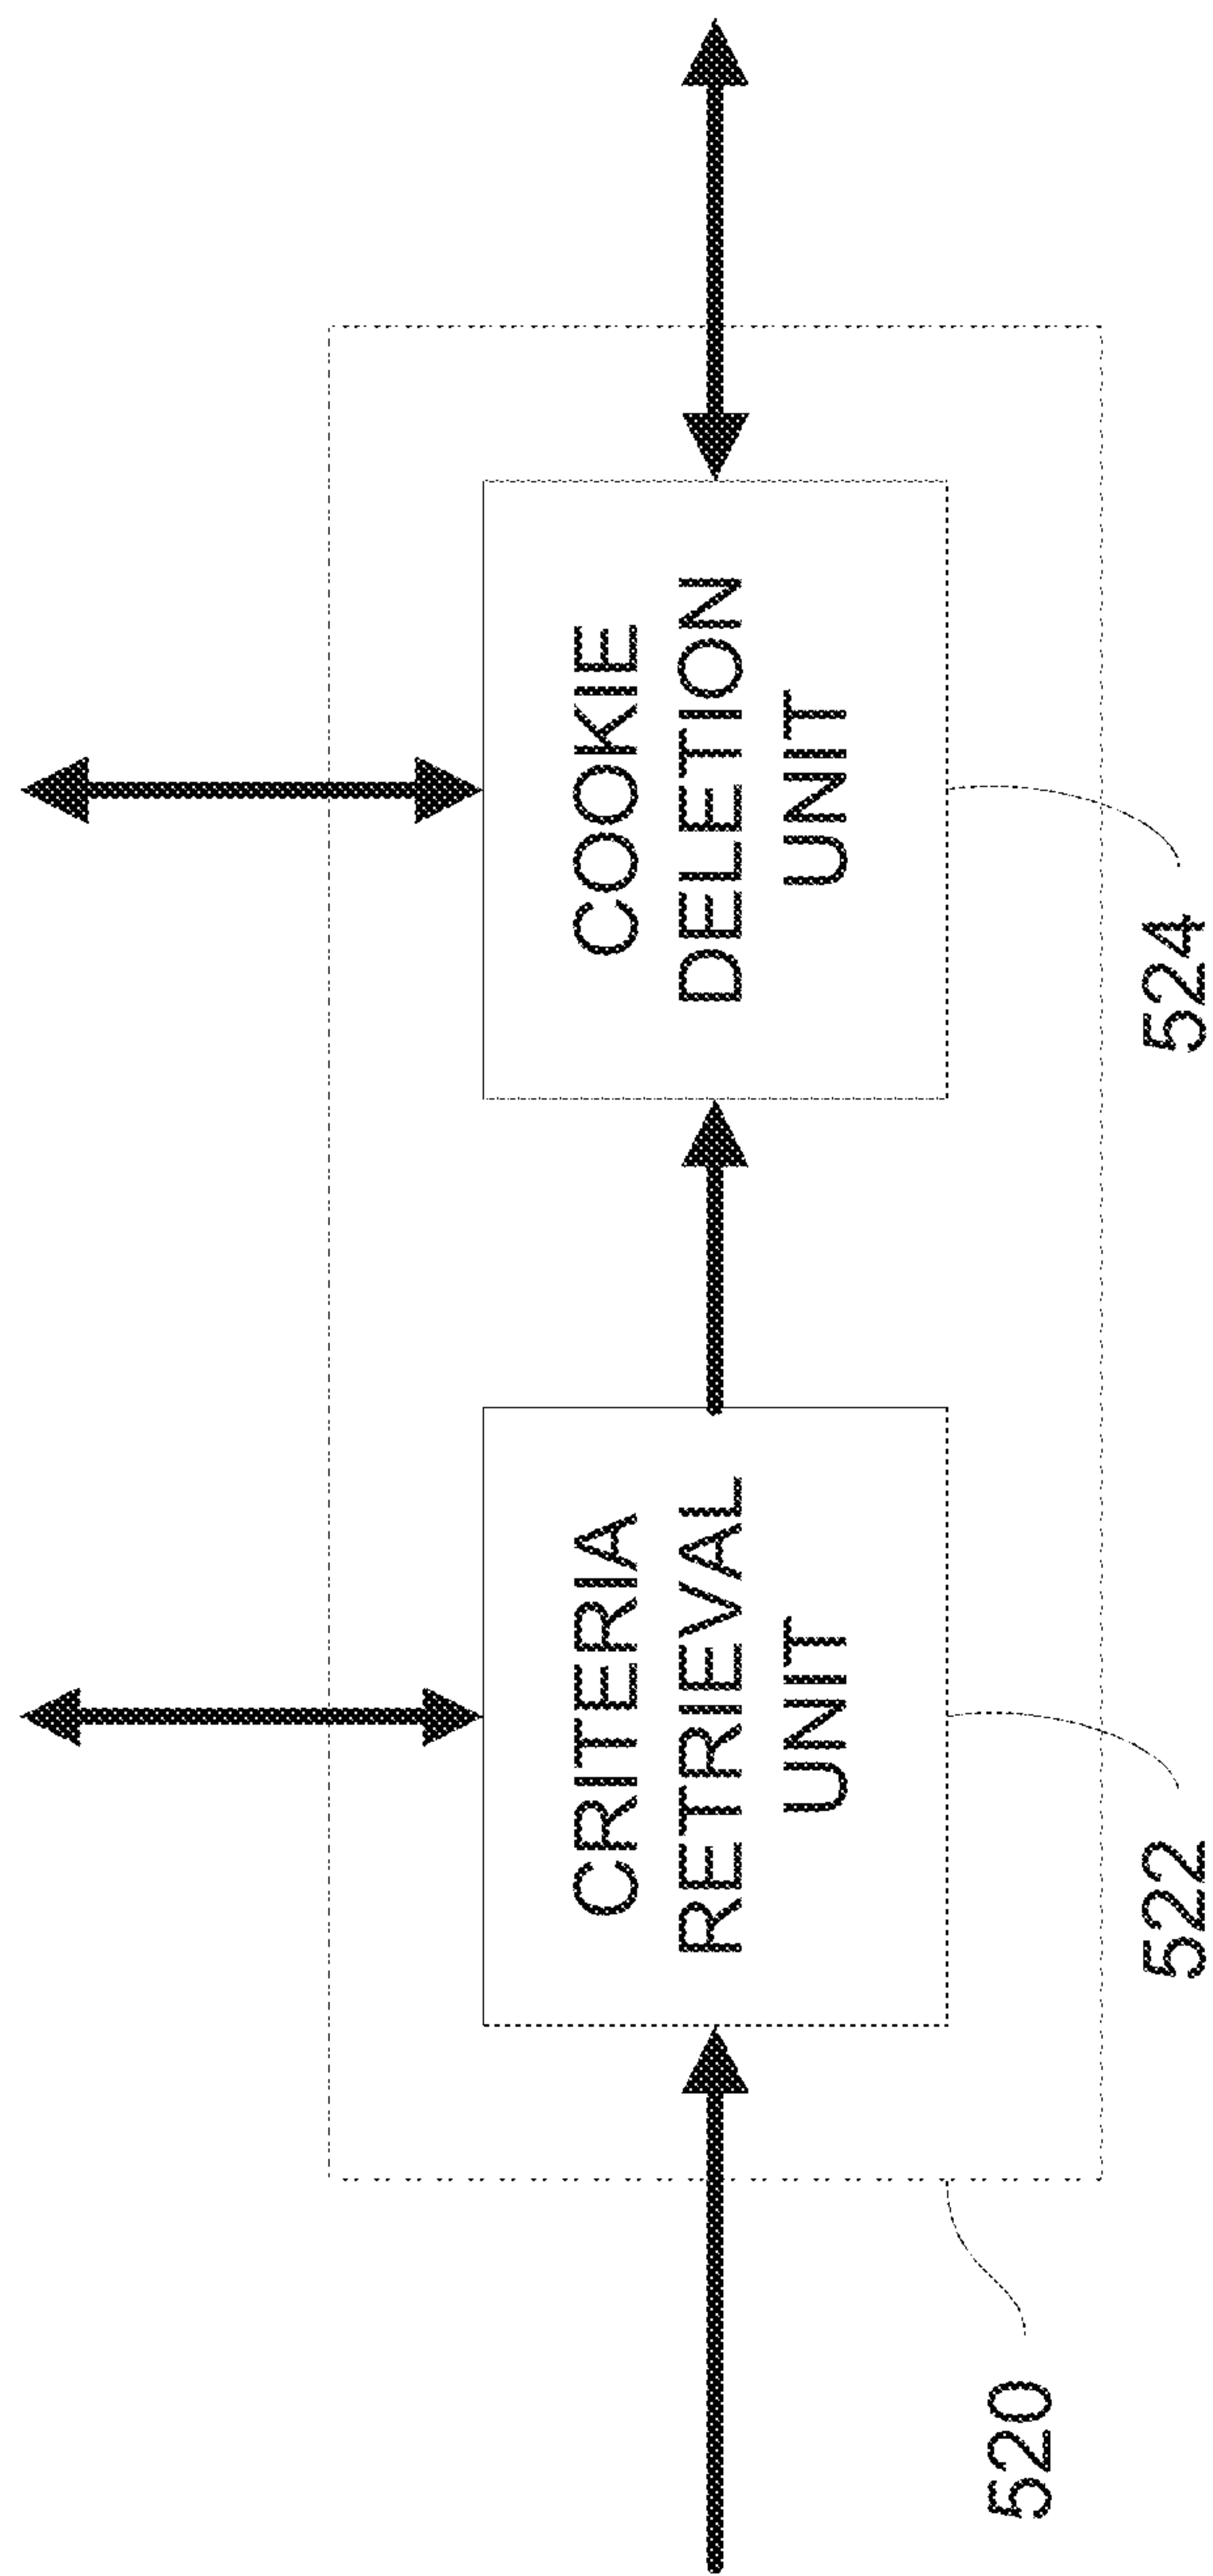 CRITERIA
RETRIEVAL
UNIT
COOKIE
DELETION
UNIT
520
522
524